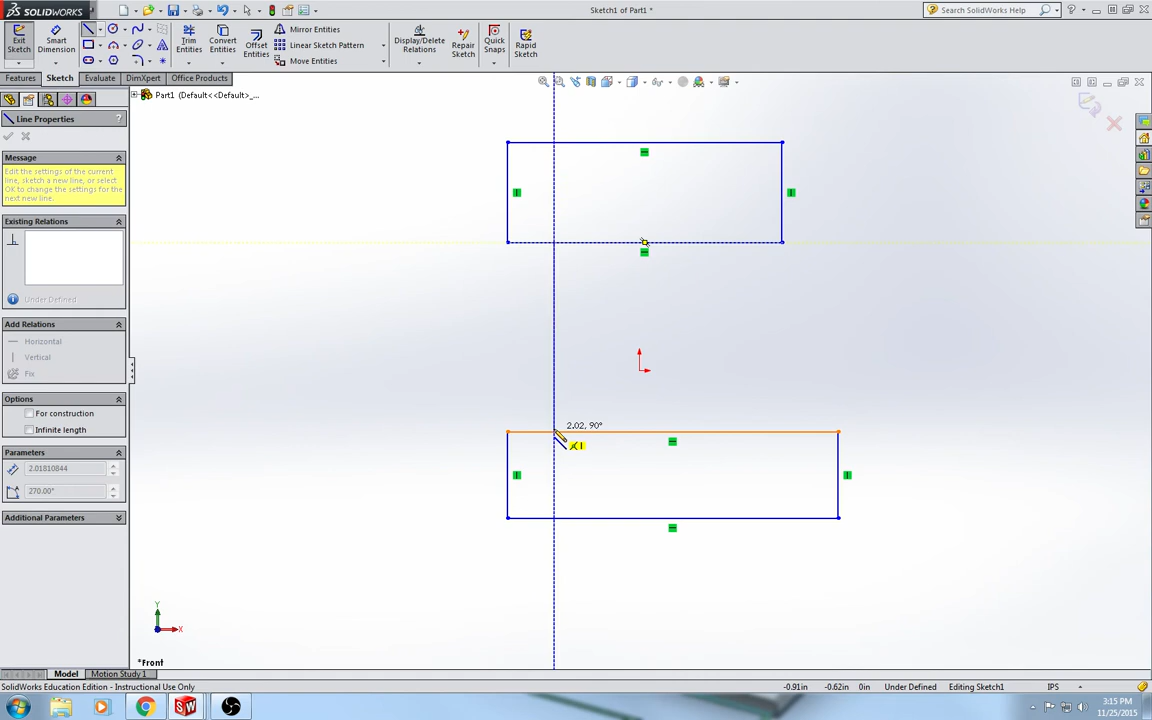 SOLIDWORKS
Sketch1 of Part1 *
Search SolidWorks Help
Exit Sketch
Smart Dimension
Trim Entities
Convert Entities
Offset Entities
Mirror Entities
Linear Sketch Pattern
Move Entities
Display/Delete Relations
Repair Sketch
Quick Snaps
Rapid Sketch
Features
Sketch
Evaluate
DimXpert
Office Products
Part1 (Default<<Default>_...
Line Properties
?
Message
Edit the settings of the current
line, sketch a new line, or select
OK to change the settings for the
next new line.
Existing Relations
Under Defined
Add Relations
Horizontal
Vertical
Fix
Options
For construction
Infinite length
Parameters
2.01810844
270.00°
Additional Parameters
2.02, 90°
Y
X
*Front
Model
Motion Study 1
SolidWorks Education Edition - Instructional Use Only
-0.91in
-0.62in
0in
Under Defined
Editing Sketch1
IPS
SW
3:15 PM
11/25/2015